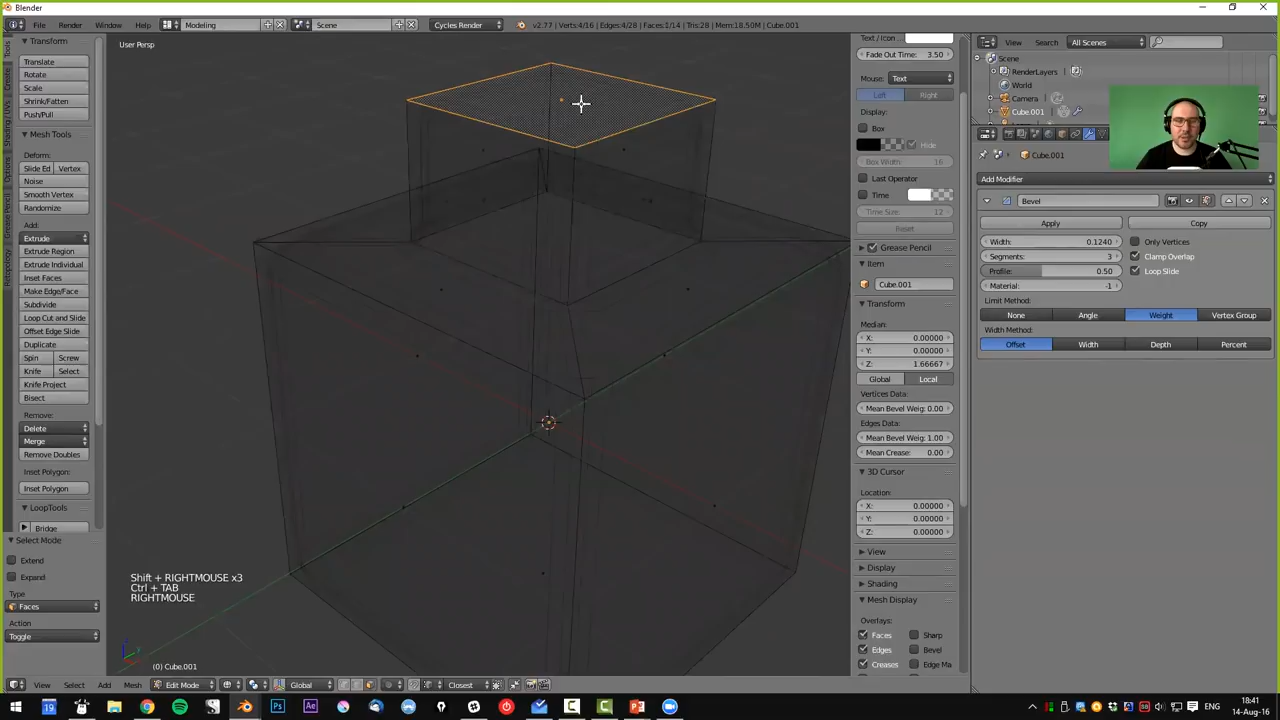 Blender
File Render Window Help Modeling Scene Cycles Render v2.77 | Verts:4/16 | Edges:4/28 | Faces:1/14 | Tris:28 | Mem:18.50M | Cube.001
Transform
Translate
Rotate
Scale
Shrink/Fatten
Push/Pull
Mesh Tools
Deform:
Slide Ed Vertex
Noise
Smooth Vertex
Randomize
Add:
Extrude
Extrude Region
Extrude Individual
Inset Faces
Make Edge/Face
Subdivide
Loop Cut and Slide
Offset Edge Slide
Duplicate
Spin Screw
Knife Select
Knife Project
Bisect
Remove:
Delete
Merge
Remove Doubles
Inset Polygon:
Inset Polygon
LoopTools
Bridge
Select Mode
Extend
Expand
Type
Faces
Action
Toggle
Tools
Create
Shading / UVs
Options
Grease Pencil
Retopology
User Persp
Shift + RIGHTMOUSE x3
Ctrl + TAB
RIGHTMOUSE
(0) Cube.001
View Select Add Mesh Edit Mode Global Closest
Text / Icon
Fade Out Time: 3.50
Mouse: Text
Left Right
Display:
Box
Hide
Box Width: 16
Last Operator
Time
Time Size: 12
Reset
Grease Pencil
Item
Cube.001
Transform
Median:
X: 0.00000
Y: 0.00000
Z: 1.66667
Global Local
Vertices Data:
Mean Bevel Weig: 0.00
Edges Data:
Mean Bevel Weig: 1.00
Mean Crease: 0.00
3D Cursor
Location:
X: 0.00000
Y: 0.00000
Z: 0.00000
View
Display
Shading
Mesh Display
Overlays:
Faces Sharp
Edges Bevel
Creases Edge Ma
View Search All Scenes
Scene
RenderLayers
World
Camera
Cube.001
Cube.001
Add Modifier
Bevel
Apply Copy
Width: 0.1240 Only Vertices
Segments: 3 Clamp Overlap
Profile: 0.50 Loop Slide
Material: -1
Limit Method:
None Angle Weight Vertex Group
Width Method:
Offset Width Depth Percent
18:41
14-Aug-16